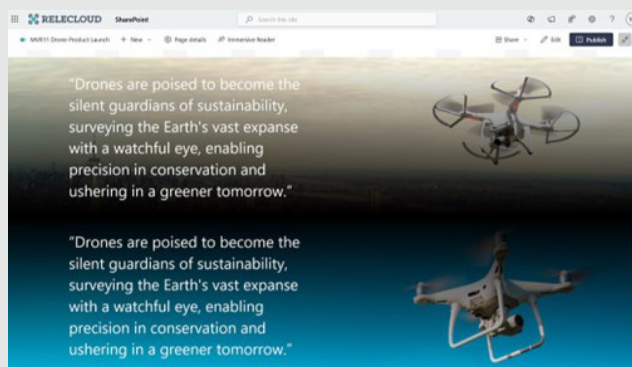 RELECLOUD SharePoint Search this site ?
MVR11 Drone Product Launch + New Page details Immersive Reader Share Edit Publish
“Drones are poised to become the
silent guardians of sustainability,
surveying the Earth's vast expanse
with a watchful eye, enabling
precision in conservation and
ushering in a greener tomorrow.”
“Drones are poised to become the
silent guardians of sustainability,
surveying the Earth's vast expanse
with a watchful eye, enabling
precision in conservation and
ushering in a greener tomorrow.”